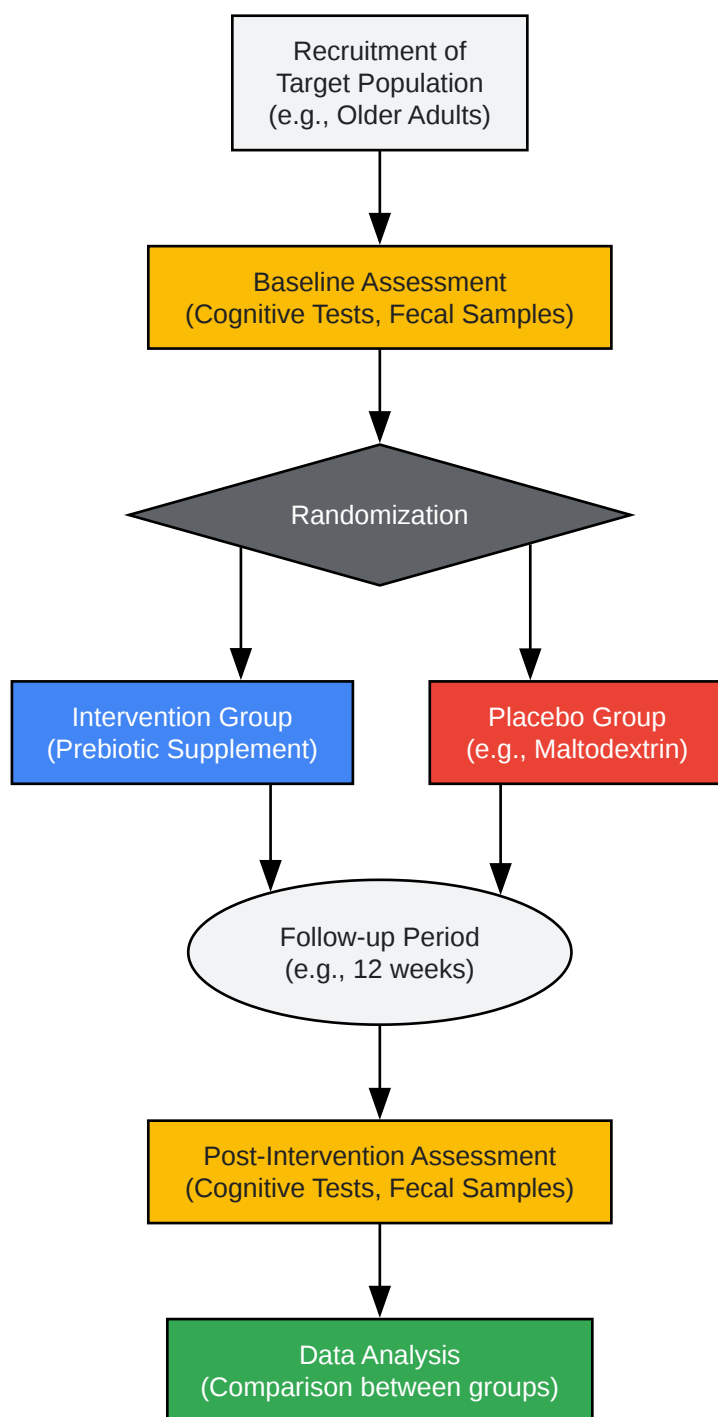 Recruitment of
Target Population
(e.g., Older Adults)
Baseline Assessment
(Cognitive Tests, Fecal Samples)
Randomization
Intervention Group
(Prebiotic Supplement)
Placebo Group
(e.g., Maltodextrin)
Follow-up Period
(e.g., 12 weeks)
Post-Intervention Assessment
(Cognitive Tests, Fecal Samples)
Data Analysis
(Comparison between groups)